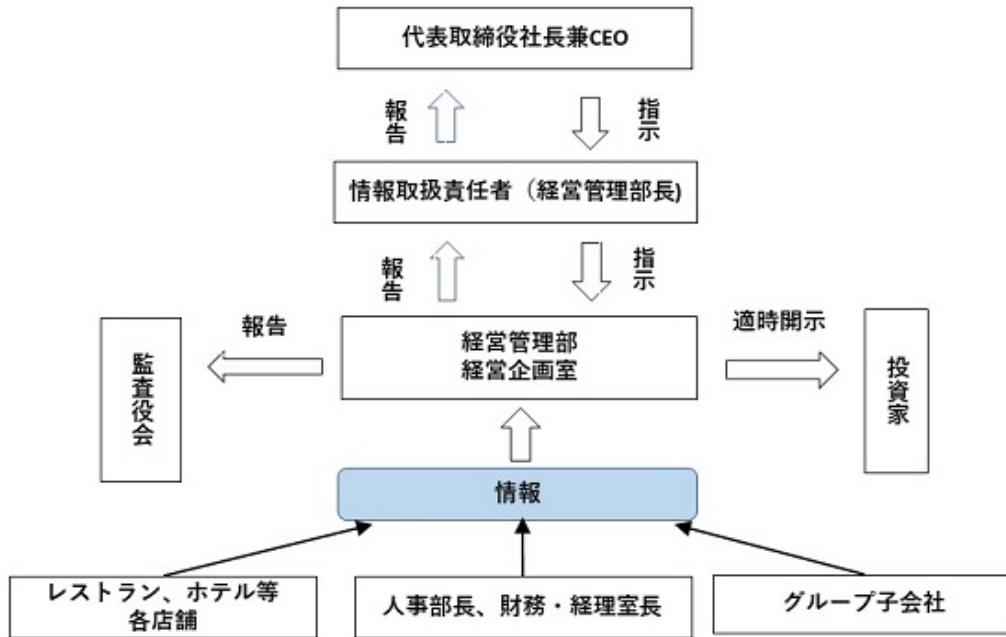 代表取締役社長兼CEO
報告
指示
情報取扱責任者（経営管理部長)
報告
指示
報告
適時開示
監査役会
経営管理部
経営企画室
投資家
情報
レストラン、ホテル等
各店舗
人事部長、財務・経理室長
グループ子会社